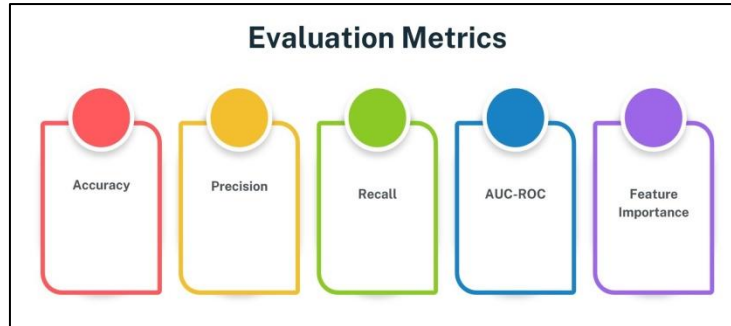 Evaluation Metrics
Accuracy
Precision
Recall
AUC-ROC
Feature
Importance